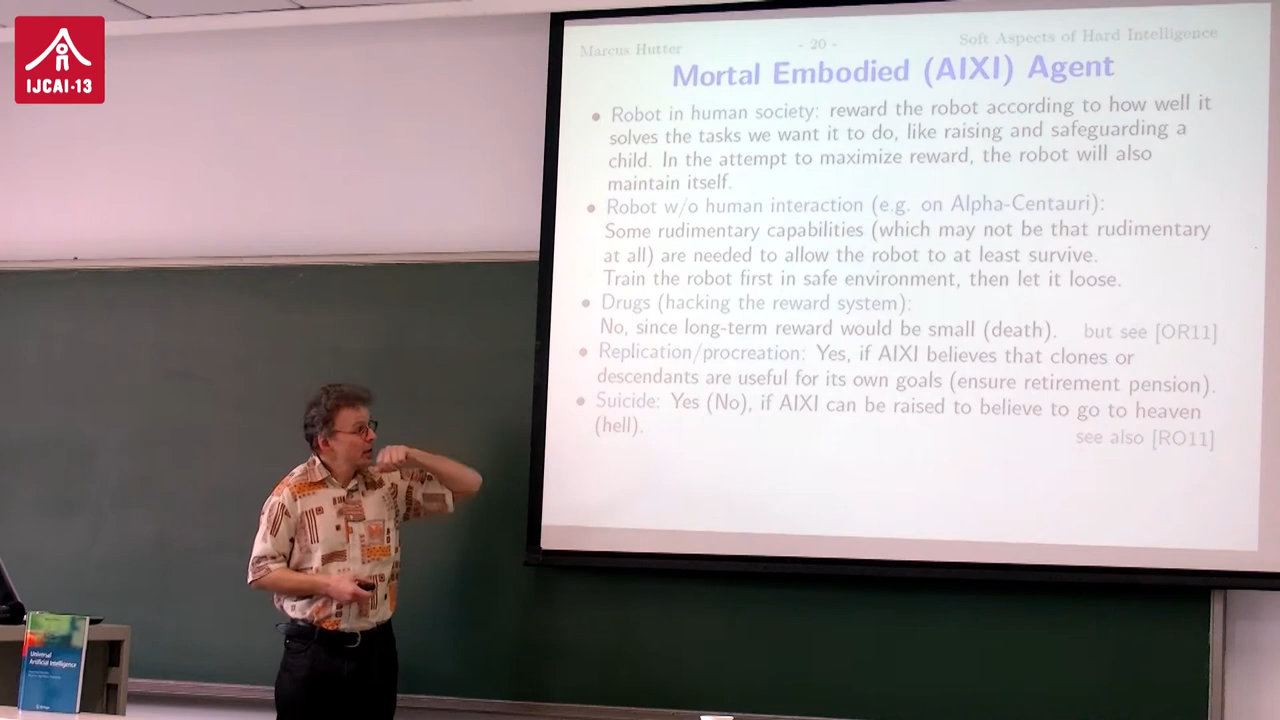 IJCAI-13
Marcus Hutter - 20 - Soft Aspects of Hard Intelligence
Mortal Embodied (AIXI) Agent
• Robot in human society: reward the robot according to how well it
solves the tasks we want it to do, like raising and safeguarding a
child. In the attempt to maximize reward, the robot will also
maintain itself.
• Robot w/o human interaction (e.g. on Alpha-Centauri):
Some rudimentary capabilities (which may not be that rudimentary
at all) are needed to allow the robot to at least survive.
Train the robot first in safe environment, then let it loose.
• Drugs (hacking the reward system):
No, since long-term reward would be small (death). but see [OR11]
• Replication/procreation: Yes, if AIXI believes that clones or
descendants are useful for its own goals (ensure retirement pension).
• Suicide: Yes (No), if AIXI can be raised to believe to go to heaven
(hell).
see also [RO11]
Universal
Artificial Intelligence